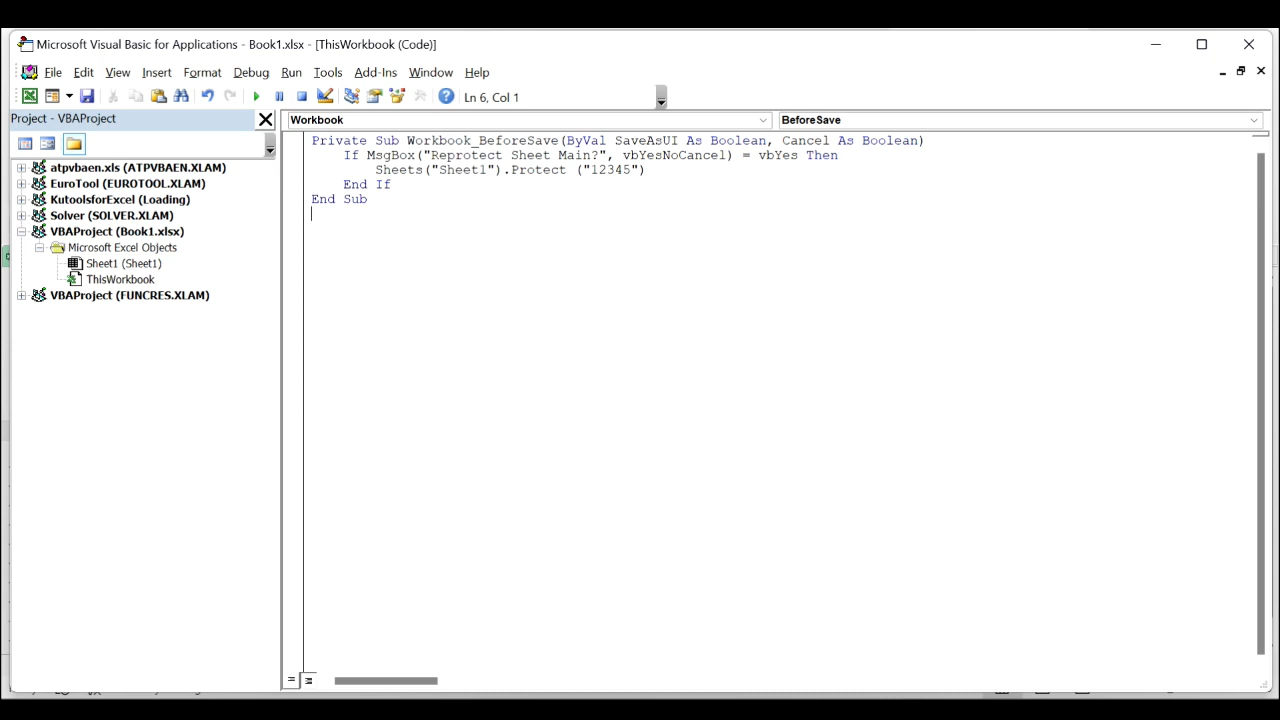 Microsoft Visual Basic for Applications - Book1.xlsx - [ThisWorkbook (Code)]
File Edit View Insert Format Debug Run Tools Add-Ins Window Help
Ln 6, Col 1
Project - VBAProject
Workbook
BeforeSave
atpvbaen.xls (ATPVBAEN.XLAM)
EuroTool (EUROTOOL.XLAM)
KutoolsforExcel (Loading)
Solver (SOLVER.XLAM)
VBAProject (Book1.xlsx)
Microsoft Excel Objects
Sheet1 (Sheet1)
ThisWorkbook
VBAProject (FUNCRES.XLAM)
Private Sub Workbook_BeforeSave(ByVal SaveAsUI As Boolean, Cancel As Boolean)
If MsgBox("Reprotect Sheet Main?", vbYesNoCancel) = vbYes Then
Sheets("Sheet1").Protect ("12345")
End If
End Sub